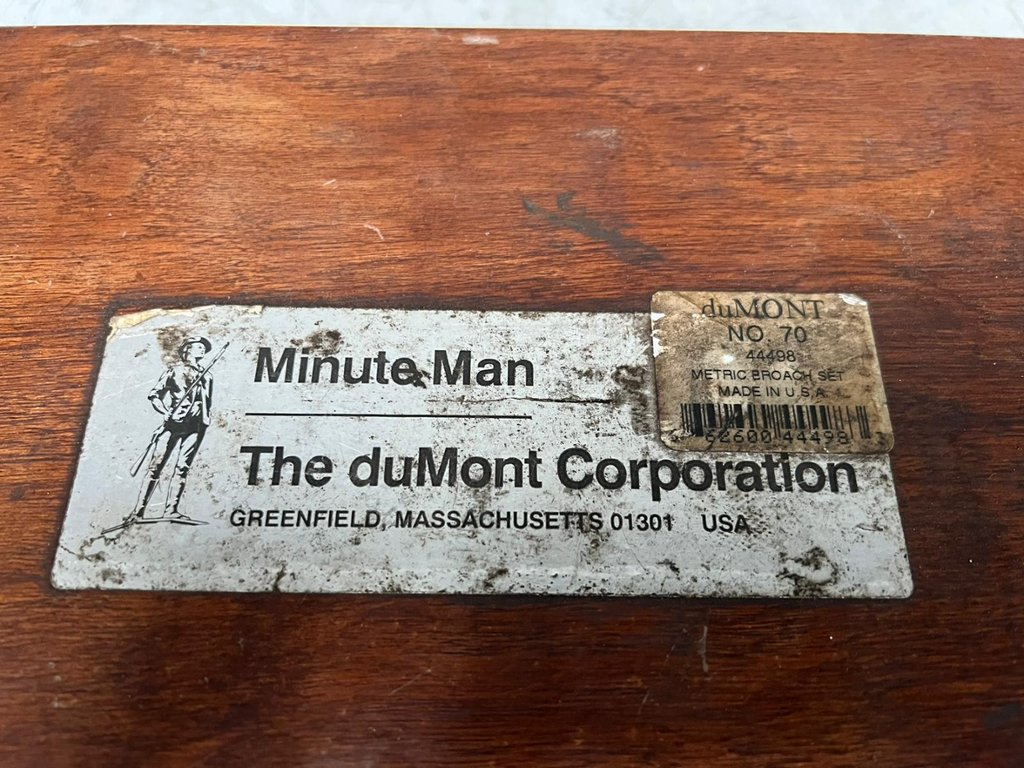 Minute Man
The duMont Corporation
GREENFIELD, MASSACHUSETTS 01301 USA
duMONT
NO. 70
44498
METRIC BROACH SET
MADE IN U.S.A.
62600 44498